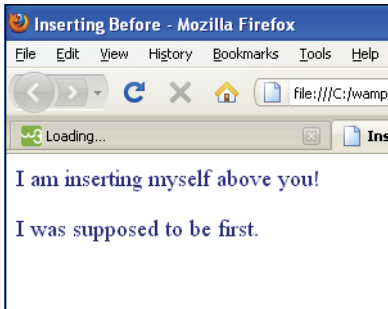 Inserting Before - Mozilla Firefox
File Edit View History Bookmarks Tools Help
file:///C:/wamp
w3 Loading... Ins
I am inserting myself above you!
I was supposed to be first.